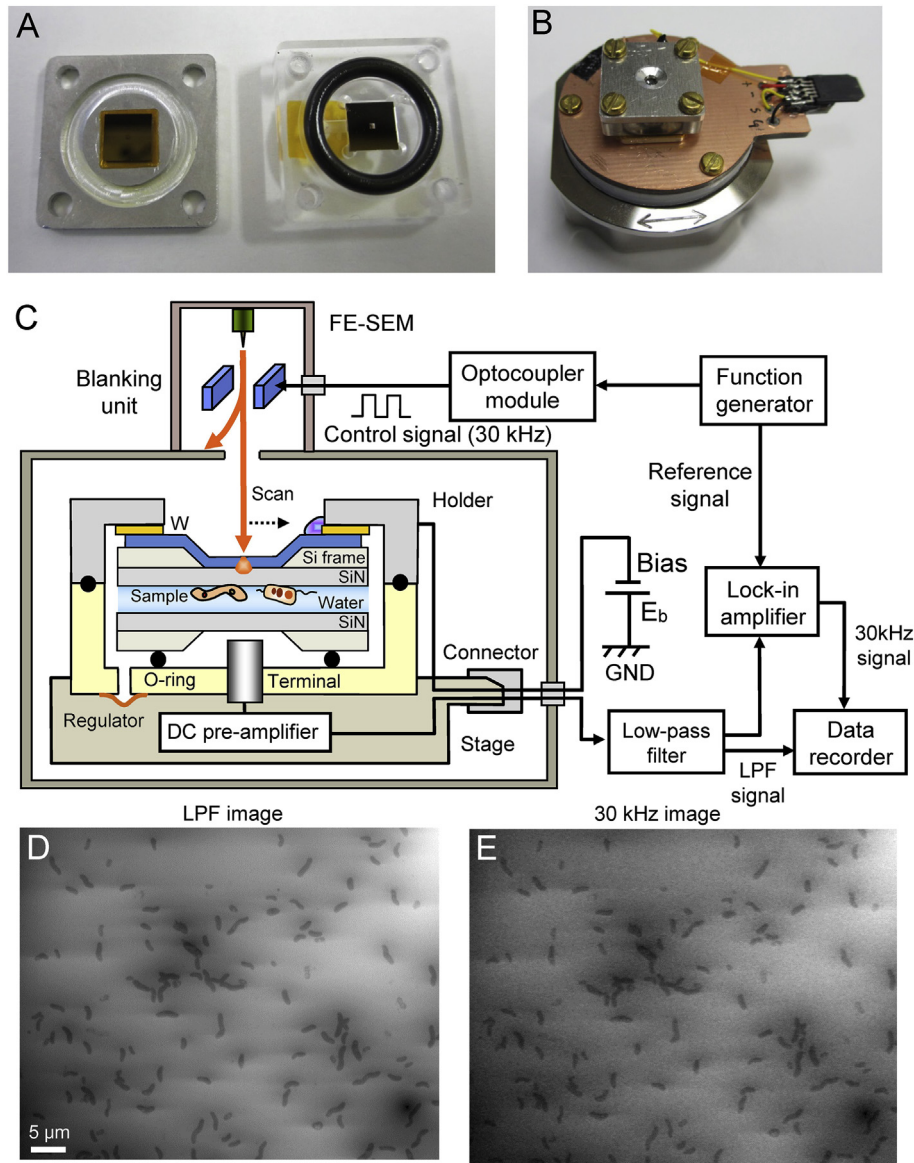 A
B
+ - S G
C
FE-SEM
Blanking
unit
Optocoupler
module
Function
generator
Control signal (30 kHz)
Reference
signal
Scan
Holder
W
Si frame
SiN
Sample
Water
SiN
Bias
Eb
GND
Lock-in
amplifier
30kHz
signal
Connector
O-ring
Terminal
Regulator
DC pre-amplifier
Stage
Low-pass
filter
LPF
signal
Data
recorder
LPF image
30 kHz image
D
E
5 µm